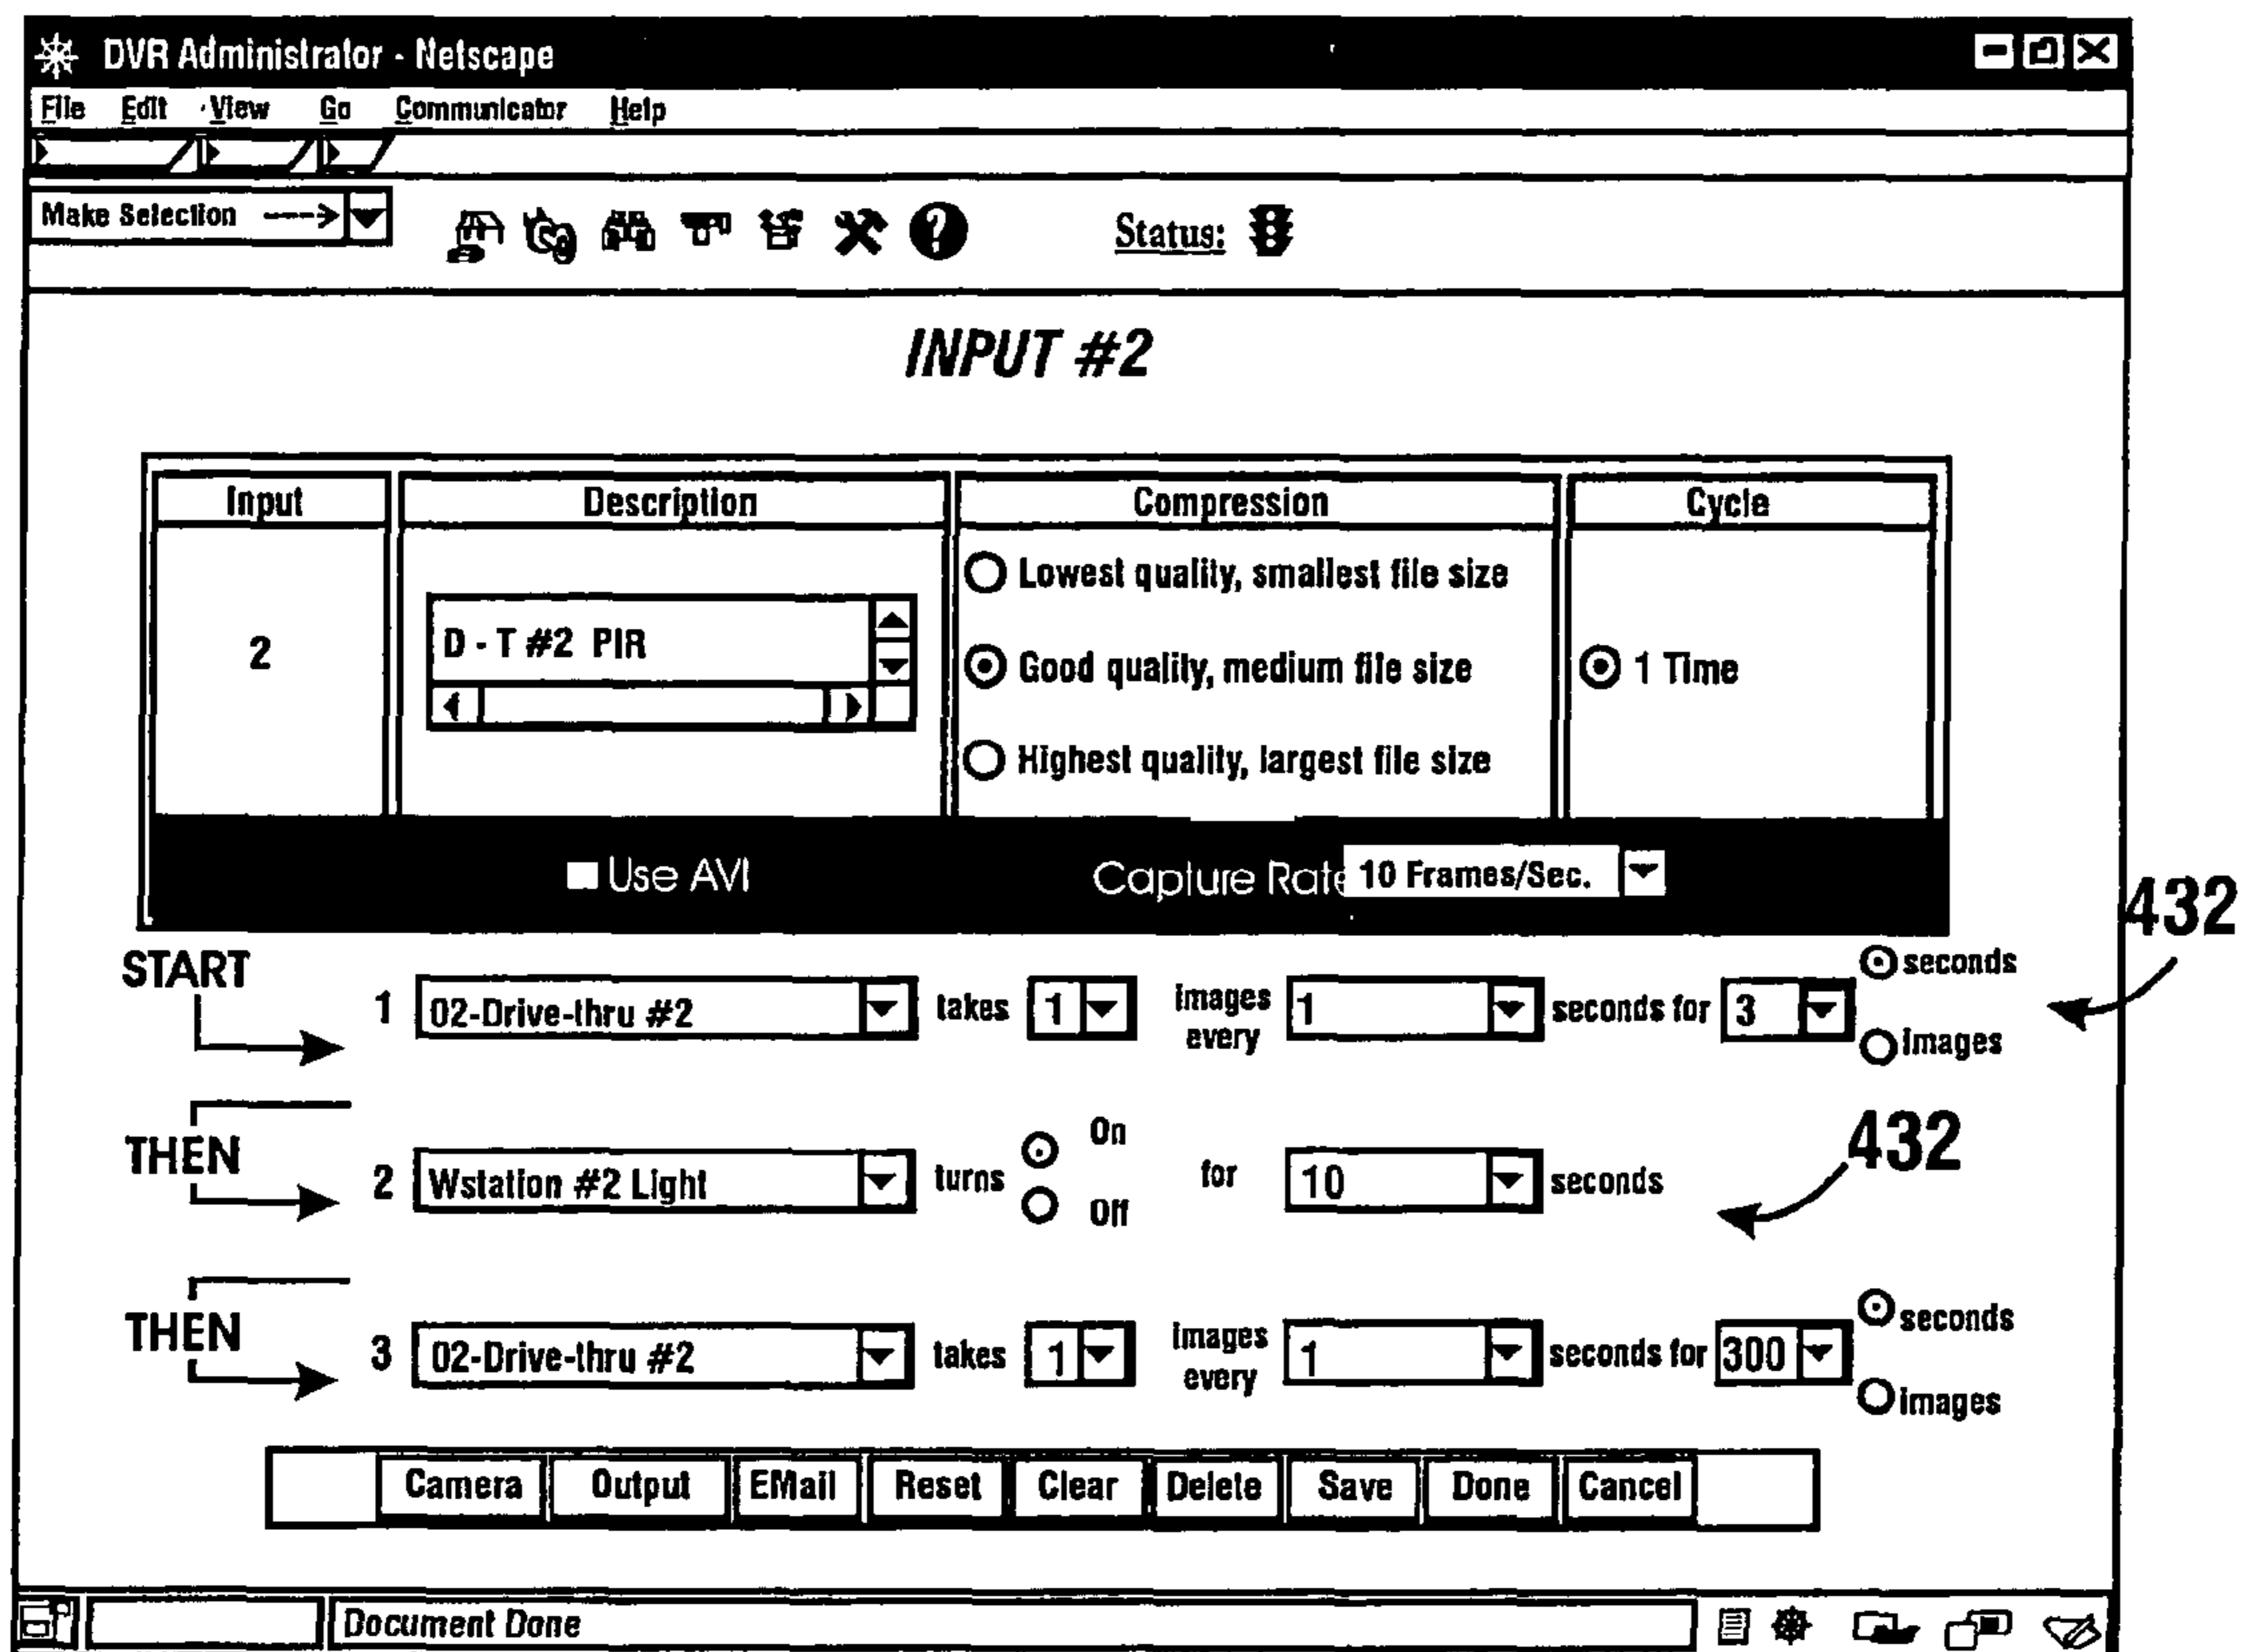 DVR Administrator - Netscape
File Edit View Go Communicator Help
Make Selection
Status:
INPUT #2
Input Description Compression Cycle
Lowest quality, smallest file size
2 D - T #2 PIR Good quality, medium file size 1 Time
Highest quality, largest file size
Use AVI Capture Rate 10 Frames/Sec.
432
START 1 02-Drive-thru #2 takes 1 images every 1 seconds for 3 seconds images
432
THEN 2 Wstation #2 Light turns On Off for 10 seconds
THEN 3 02-Drive-thru #2 takes 1 images every 1 seconds for 300 seconds images
Camera Output EMail Reset Clear Delete Save Done Cancel
Document Done